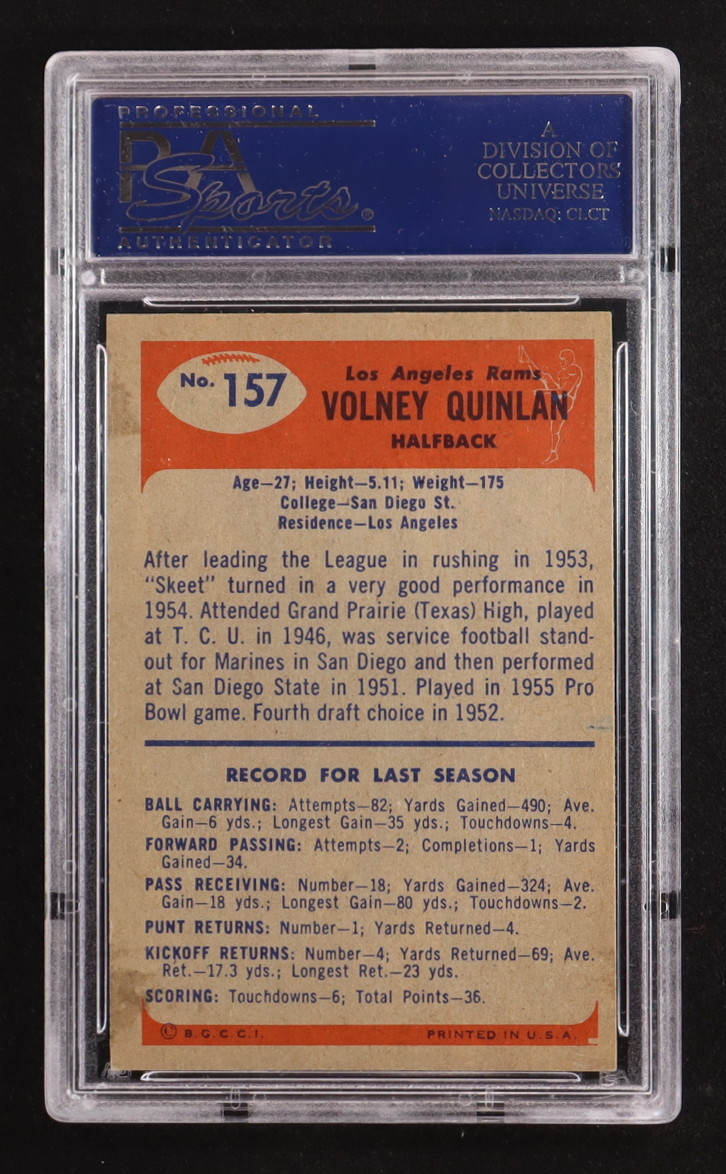 PROFESSIONAL
PSA
Sports®
AUTHENTICATOR
A
DIVISION OF
COLLECTORS
UNIVERSE
NASDAQ: CLCT
No. 157
Los Angeles Rams
VOLNEY QUINLAN
HALFBACK
Age—27; Height—5.11; Weight—175
College—San Diego St.
Residence—Los Angeles
After leading the League in rushing in 1953,
“Skeet” turned in a very good performance in
1954. Attended Grand Prairie (Texas) High, played
at T. C. U. in 1946, was service football stand-
out for Marines in San Diego and then performed
at San Diego State in 1951. Played in 1955 Pro
Bowl game. Fourth draft choice in 1952.
RECORD FOR LAST SEASON
BALL CARRYING: Attempts—82; Yards Gained—490; Ave.
Gain—6 yds.; Longest Gain—35 yds.; Touchdowns—4.
FORWARD PASSING: Attempts—2; Completions—1; Yards
Gained—34.
PASS RECEIVING: Number—18; Yards Gained—324; Ave.
Gain—18 yds.; Longest Gain—80 yds.; Touchdowns—2.
PUNT RETURNS: Number—1; Yards Returned—4.
KICKOFF RETURNS: Number—4; Yards Returned—69; Ave.
Ret.—17.3 yds.; Longest Ret.—23 yds.
SCORING: Touchdowns—6; Total Points—36.
© B.G.C.C.I. PRINTED IN U.S.A.